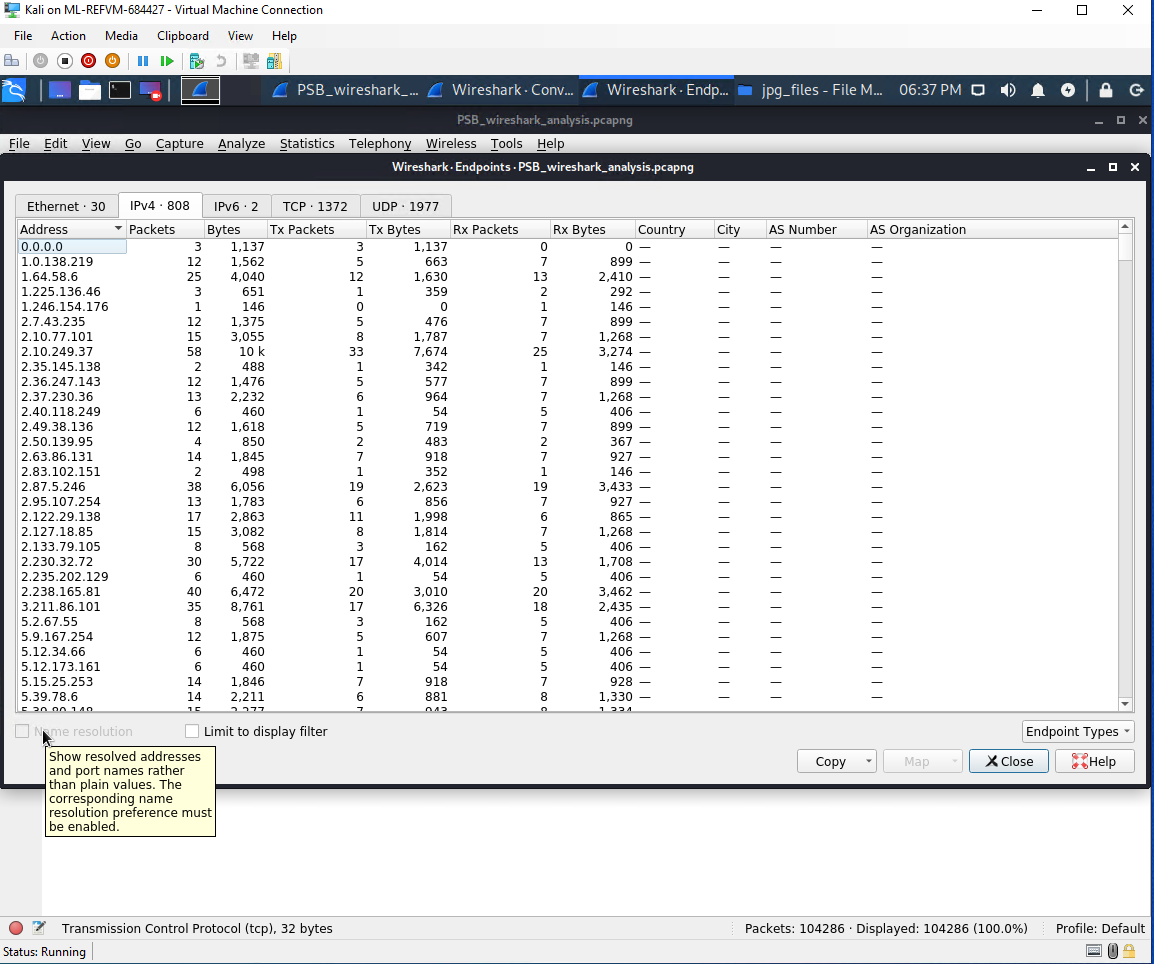 Kali on ML-REFVM-684427 - Virtual Machine Connection
File Action Media Clipboard View Help
PSB_wireshark_... Wireshark · Conv... Wireshark · Endp... jpg_files - File M... 06:37 PM
PSB_wireshark_analysis.pcapng
File Edit View Go Capture Analyze Statistics Telephony Wireless Tools Help
Wireshark · Endpoints · PSB_wireshark_analysis.pcapng
Ethernet · 30 IPv4 · 808 IPv6 · 2 TCP · 1372 UDP · 1977
Address Packets Bytes Tx Packets Tx Bytes Rx Packets Rx Bytes Country City AS Number AS Organization
0.0.0.0 3 1,137 3 1,137 0 0 — — — —
1.0.138.219 12 1,562 5 663 7 899 — — — —
1.64.58.6 25 4,040 12 1,630 13 2,410 — — — —
1.225.136.46 3 651 1 359 2 292 — — — —
1.246.154.176 1 146 0 0 1 146 — — — —
2.7.43.235 12 1,375 5 476 7 899 — — — —
2.10.77.101 15 3,055 8 1,787 7 1,268 — — — —
2.10.249.37 58 10 k 33 7,674 25 3,274 — — — —
2.35.145.138 2 488 1 342 1 146 — — — —
2.36.247.143 12 1,476 5 577 7 899 — — — —
2.37.230.36 13 2,232 6 964 7 1,268 — — — —
2.40.118.249 6 460 1 54 5 406 — — — —
2.49.38.136 12 1,618 5 719 7 899 — — — —
2.50.139.95 4 850 2 483 2 367 — — — —
2.63.86.131 14 1,845 7 918 7 927 — — — —
2.83.102.151 2 498 1 352 1 146 — — — —
2.87.5.246 38 6,056 19 2,623 19 3,433 — — — —
2.95.107.254 13 1,783 6 856 7 927 — — — —
2.122.29.138 17 2,863 11 1,998 6 865 — — — —
2.127.18.85 15 3,082 8 1,814 7 1,268 — — — —
2.133.79.105 8 568 3 162 5 406 — — — —
2.230.32.72 30 5,722 17 4,014 13 1,708 — — — —
2.235.202.129 6 460 1 54 5 406 — — — —
2.238.165.81 40 6,472 20 3,010 20 3,462 — — — —
3.211.86.101 35 8,761 17 6,326 18 2,435 — — — —
5.2.67.55 8 568 3 162 5 406 — — — —
5.9.167.254 12 1,875 5 607 7 1,268 — — — —
5.12.34.66 6 460 1 54 5 406 — — — —
5.12.173.161 6 460 1 54 5 406 — — — —
5.15.25.253 14 1,846 7 918 7 928 — — — —
5.39.78.6 14 2,211 6 881 8 1,330 — — — —
Name resolution Limit to display filter Endpoint Types
Show resolved addresses
and port names rather
than plain values. The
corresponding name
resolution preference must
be enabled.
Copy Map Close Help
Transmission Control Protocol (tcp), 32 bytes Packets: 104286 · Displayed: 104286 (100.0%) Profile: Default
Status: Running